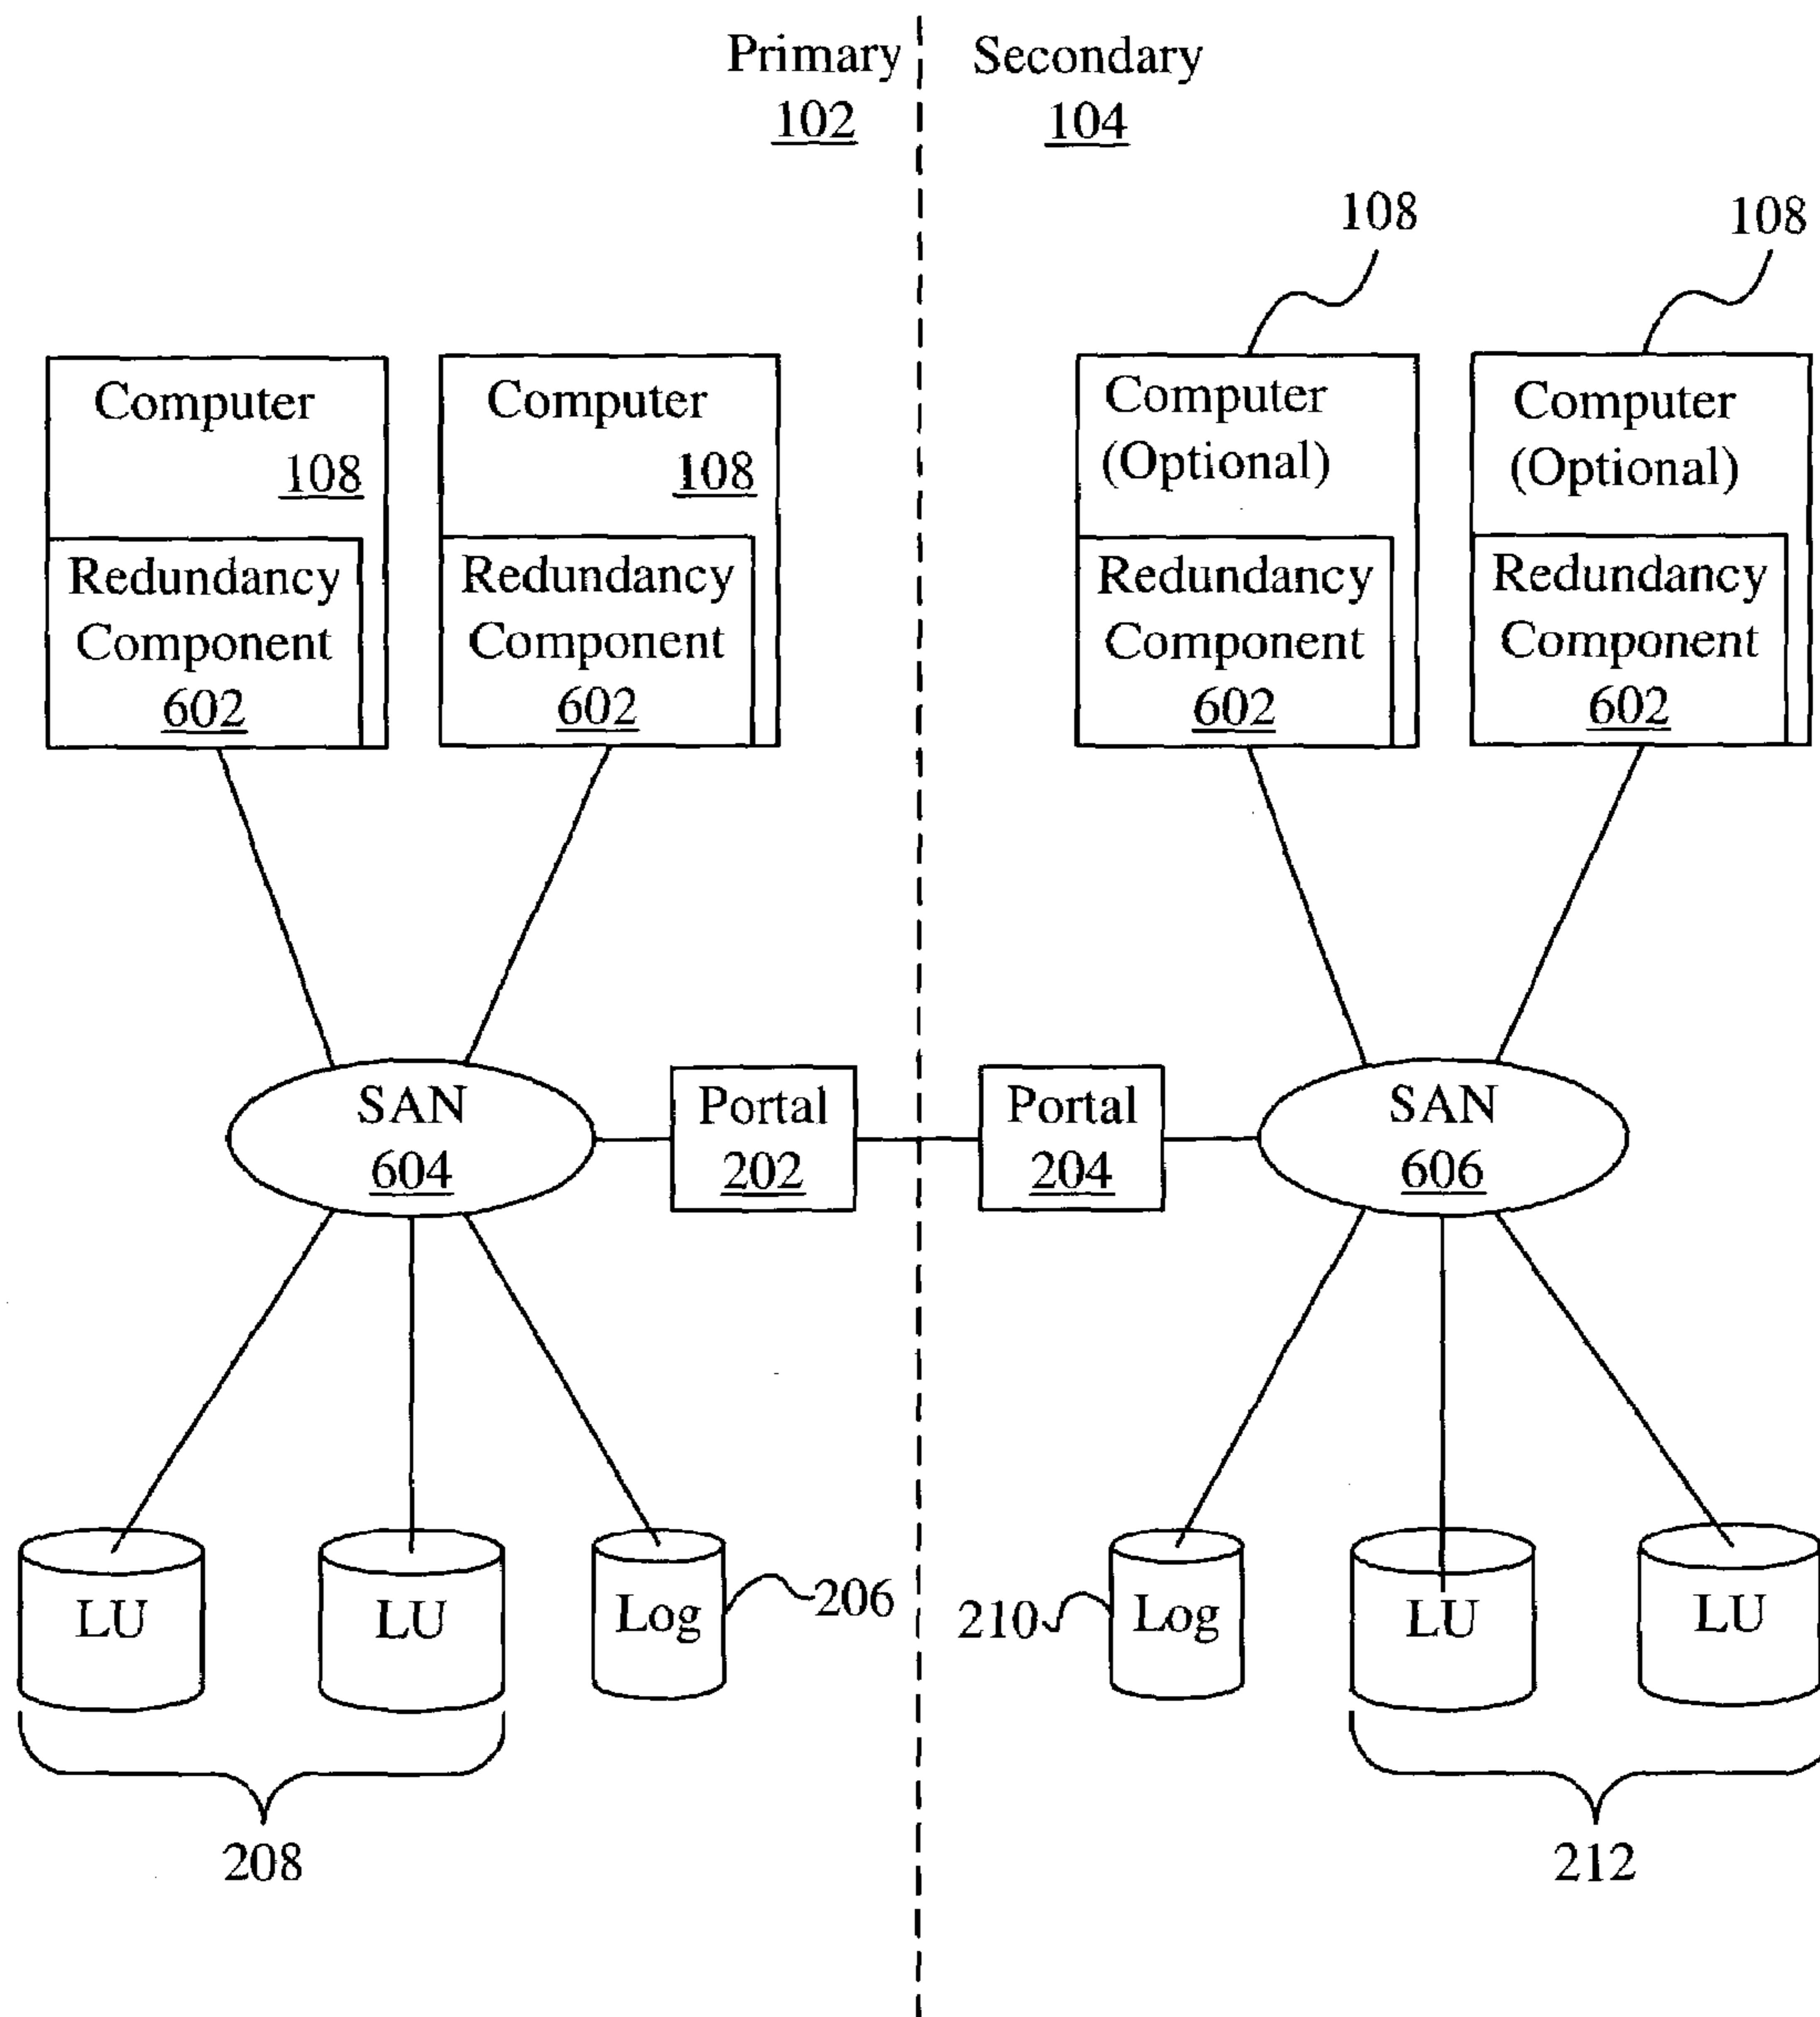 Primary
102
Secondary
104
108
108
Computer
108
Redundancy
Component
602
Computer
108
Redundancy
Component
602
Computer
(Optional)
Redundancy
Component
602
Computer
(Optional)
Redundancy
Component
602
SAN
604
Portal
202
Portal
204
SAN
606
LU
LU
Log
206
210
Log
LU
LU
208
212